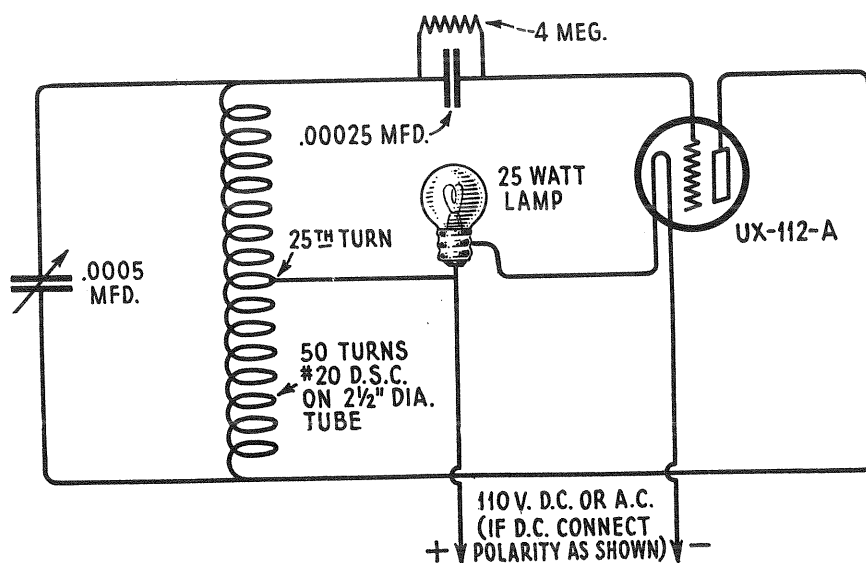 4 MEG.
.00025 MFD.
25 WATT
LAMP
UX-112-A
25TH TURN
.0005
MFD.
50 TURNS
#20 D.S.C.
ON 2½" DIA.
TUBE
110 V. D.C. OR A.C.
(IF D.C. CONNECT
+ POLARITY AS SHOWN) −